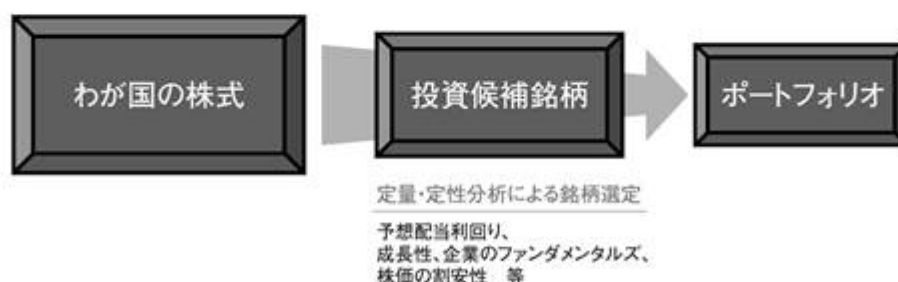 わが国の株式
投資候補銘柄
ポートフォリオ
定量・定性分析による銘柄選定
予想配当利回り、
成長性、企業のファンダメンタルズ、
株価の割安性　等